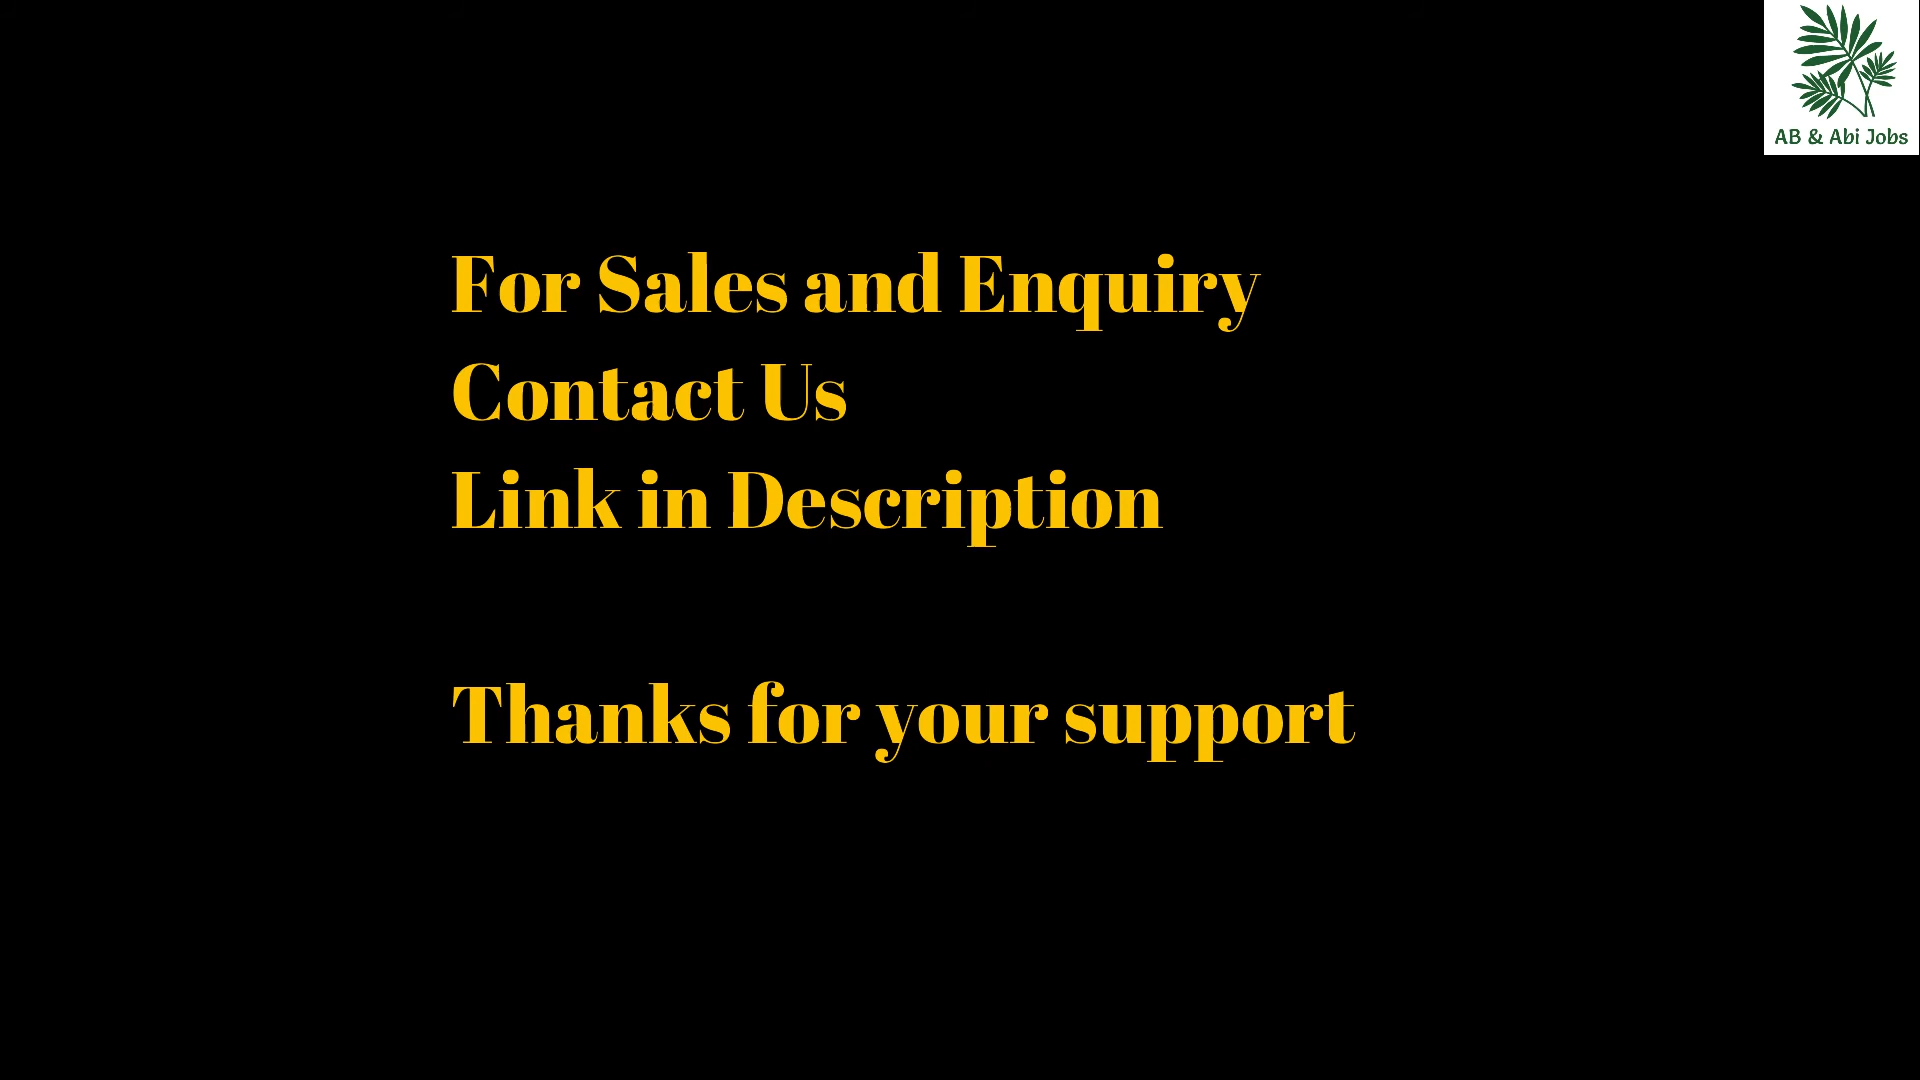 AB & Abi Jobs
For Sales and Enquiry
Contact Us
Link in Description
Thanks for your support